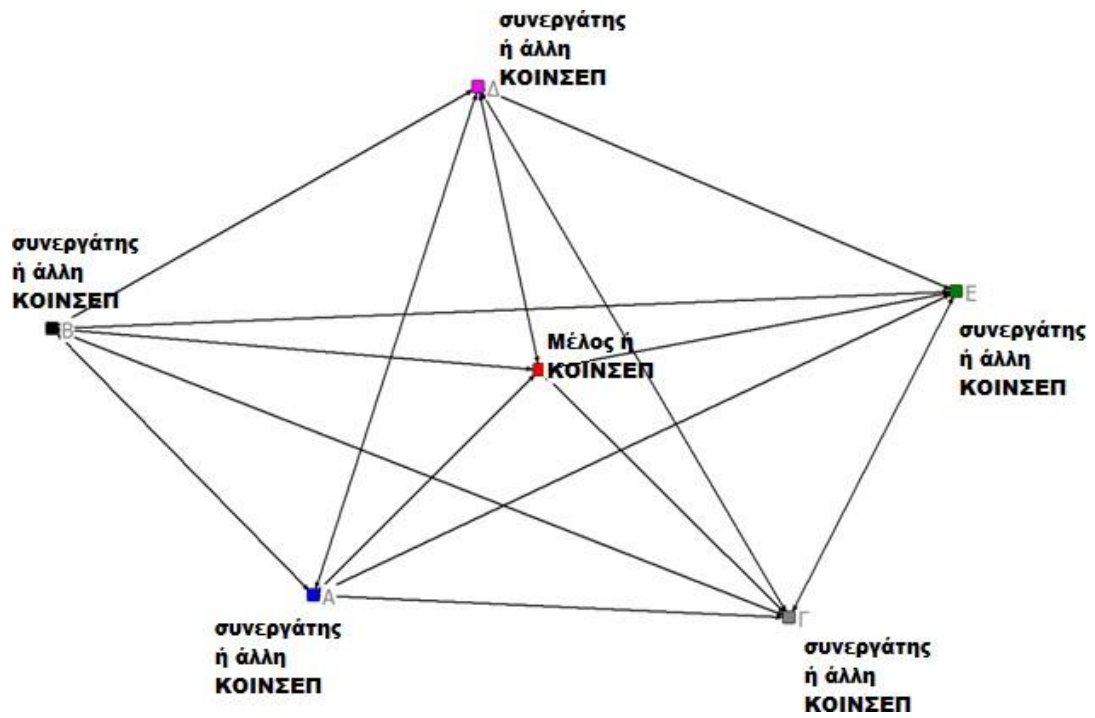 συνεργάτης
ή άλλη
ΚΟΙΝΣΕΠ
Δ
συνεργάτης
ή άλλη
ΚΟΙΝΣΕΠ
Β
Ε
συνεργάτης
ή άλλη
ΚΟΙΝΣΕΠ
Μέλος ή
ΚΟΙΝΣΕΠ
Α
συνεργάτης
ή άλλη
ΚΟΙΝΣΕΠ
Γ
συνεργάτης
ή άλλη
ΚΟΙΝΣΕΠ